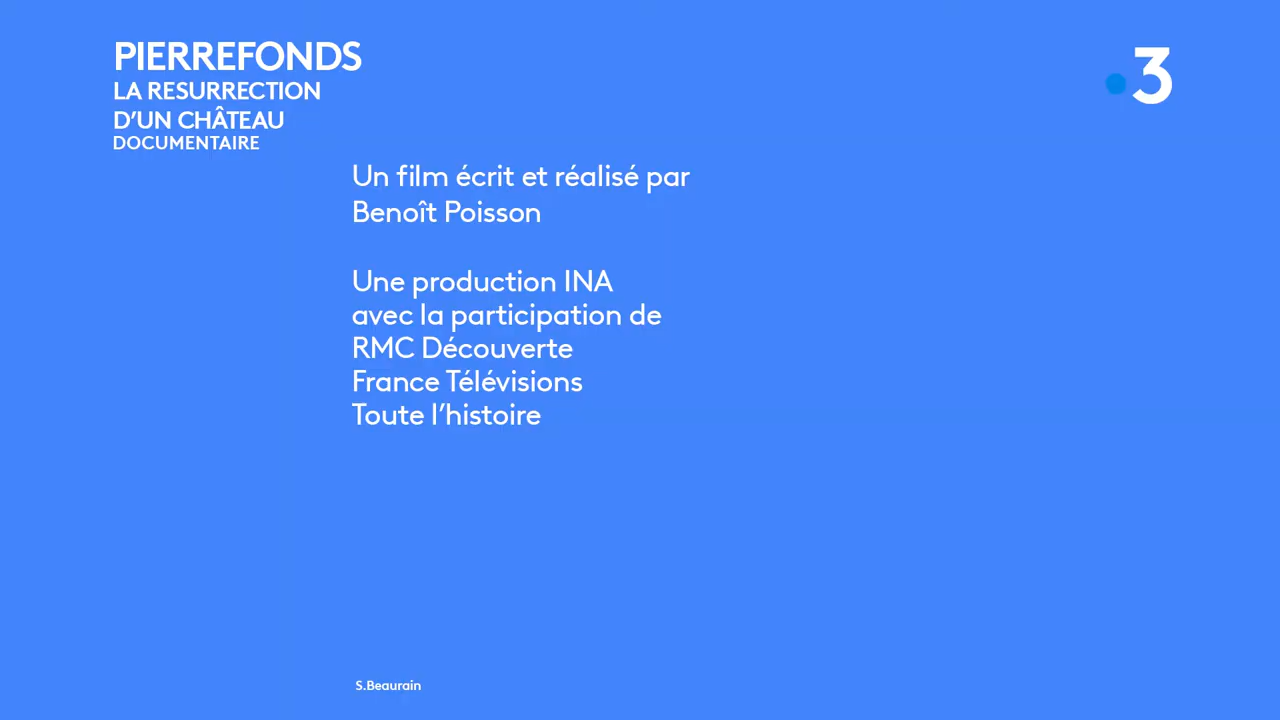 PIERREFONDS
LA RESURRECTION
D’UN CHÂTEAU
DOCUMENTAIRE
3
Un film écrit et réalisé par
Benoît Poisson
Une production INA
avec la participation de
RMC Découverte
France Télévisions
Toute l’histoire
S.Beaurain